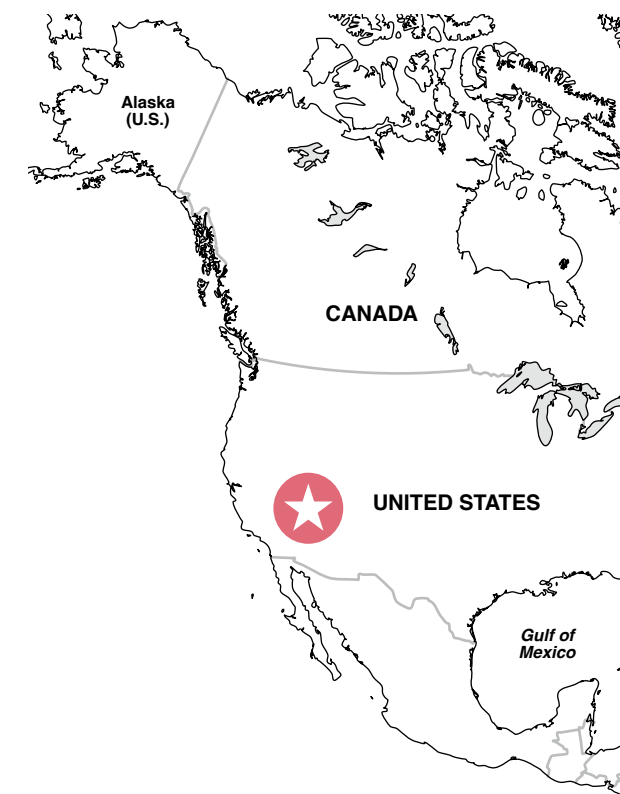 Alaska
(U.S.)
CANADA
UNITED STATES
Gulf of
Mexico